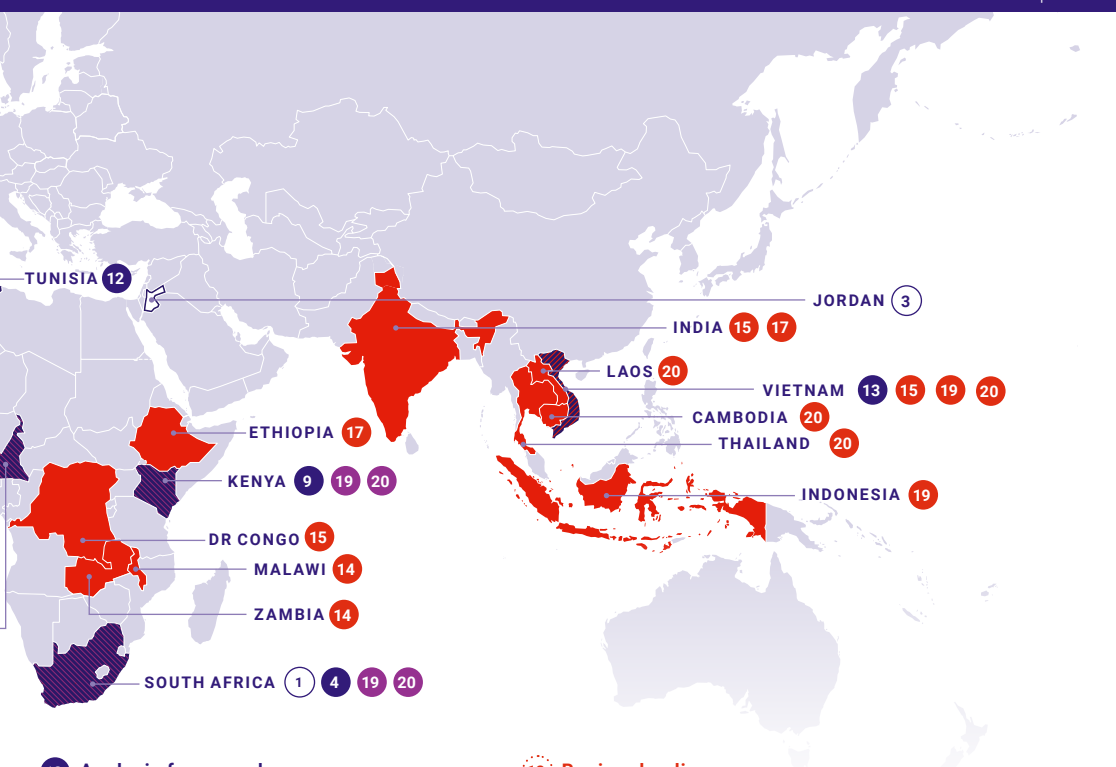 TUNISIA 12
JORDAN 3
INDIA 15 17
LAOS 20
VIETNAM 13 15 19 20
CAMBODIA 20
ETHIOPIA 17
THAILAND 20
KENYA 9 19 20
INDONESIA 19
DR CONGO 15
MALAWI 14
ZAMBIA 14
SOUTH AFRICA 1 4 19 20